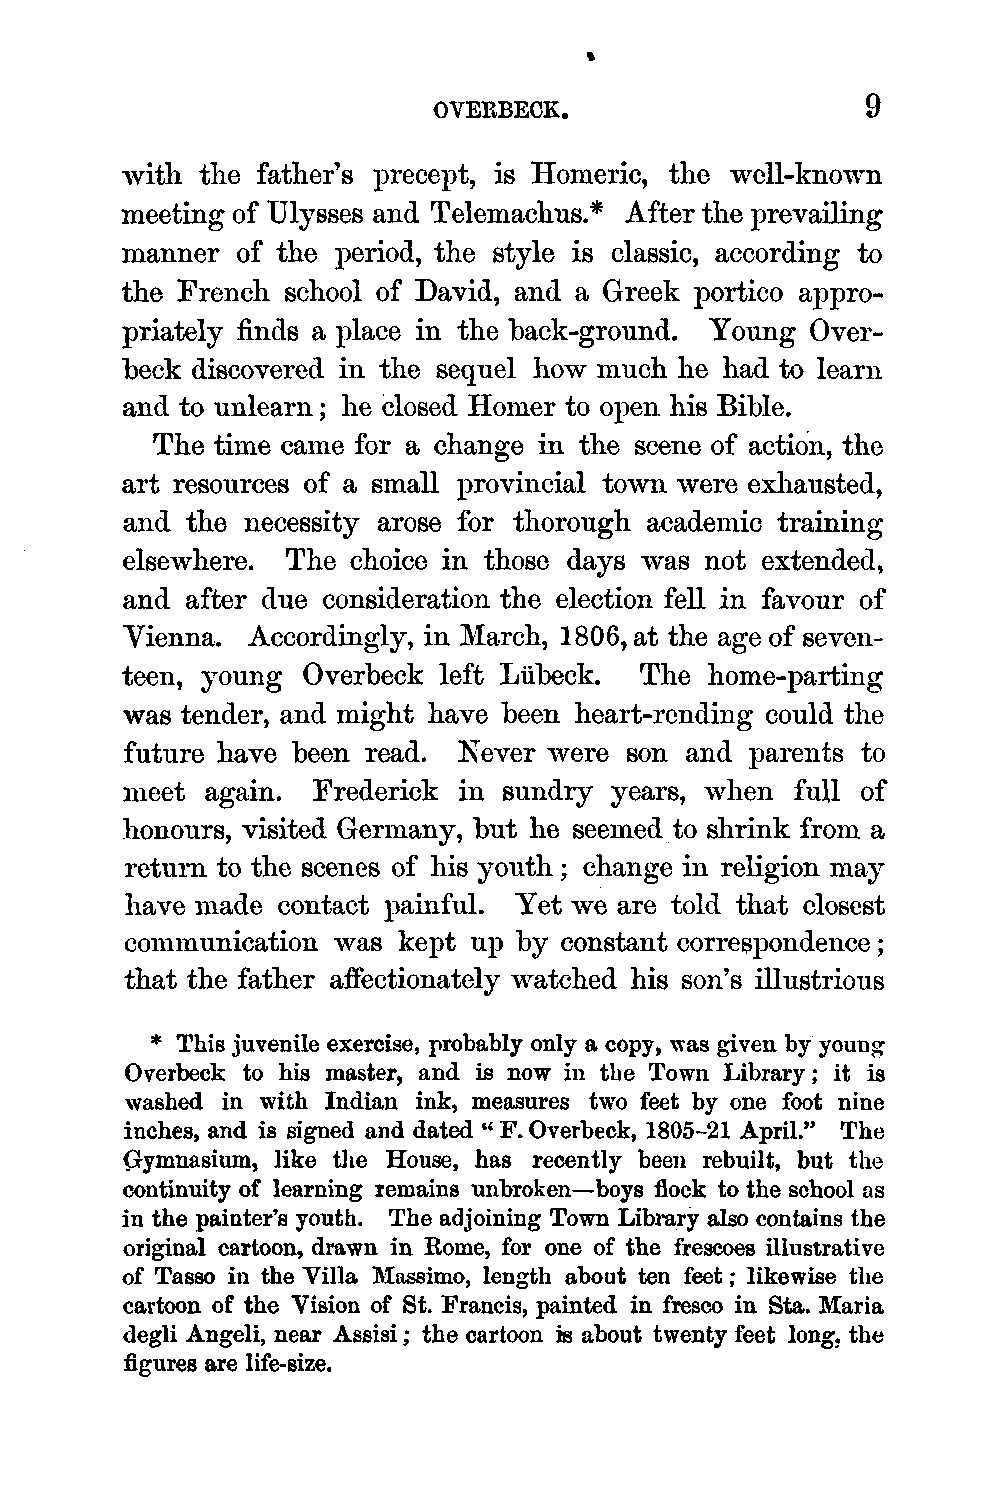 OVERBECK. 9
with the father's precept, is Homeric, the well-known
meeting of Ulysses and Telemachus.* After the prevailing
manner of the period, the style is classic, according to
the French school of David, and a Greek portico appro-
priately finds a place in the back-ground. Young Over-
beck discovered in the sequel how much he had to learn
and to unlearn; he closed Homer to open his Bible.
The time came for a change in the scene of action, the
art resources of a small provincial town were exhausted,
and the necessity arose for thorough academic training
elsewhere. The choice in those days was not extended,
and after due consideration the election fell in favour of
Vienna. Accordingly, in March, 1806, at the age of seven-
teen, young Overbeck left Lübeck. The home-parting
was tender, and might have been heart-rending could the
future have been read. Never were son and parents to
meet again. Frederick in sundry years, when full of
honours, visited Germany, but he seemed to shrink from a
return to the scenes of his youth; change in religion may
have made contact painful. Yet we are told that closest
communication was kept up by constant correspondence;
that the father affectionately watched his son's illustrious
* This juvenile exercise, probably only a copy, was given by young
Overbeck to his master, and is now in the Town Library; it is
washed in with Indian ink, measures two feet by one foot nine
inches, and is signed and dated "F. Overbeck, 1805–21 April." The
Gymnasium, like the House, has recently been rebuilt, but the
continuity of learning remains unbroken—boys flock to the school as
in the painter's youth. The adjoining Town Library also contains the
original cartoon, drawn in Rome, for one of the frescoes illustrative
of Tasso in the Villa Massimo, length about ten feet; likewise the
cartoon of the Vision of St. Francis, painted in fresco in Sta. Maria
degli Angeli, near Assisi; the cartoon is about twenty feet long, the
figures are life-size.